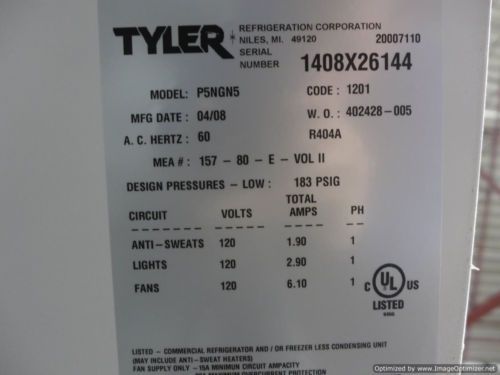 TYLER REFRIGERATION CORPORATION
NILES, MI. 49120 20007110
SERIAL
NUMBER 1408X26144
MODEL: P5NGN5 CODE: 1201
MFG DATE: 04/08 W. O.: 402428-005
A. C. HERTZ: 60 R404A
MEA #: 157-80-E-VOL II
DESIGN PRESSURES-LOW: 183 PSIG
TOTAL
CIRCUIT VOLTS AMPS PH
ANTI-SWEATS 120 1.90 1
LIGHTS 120 2.90 1
FANS 120 6.10 1
C UL US
LISTED
LISTED - COMMERCIAL REFRIGERATOR AND / OR FREEZER LESS CONDENSING UNIT
(MAY INCLUDE ANTI-SWEAT HEATERS)
FAN SUPPLY ONLY - 15A MINIMUN CIRCUIT AMPACITY
MAXIMUM OVERCURRENT PROTECTION
Optimized by www.ImageOptimizer.net